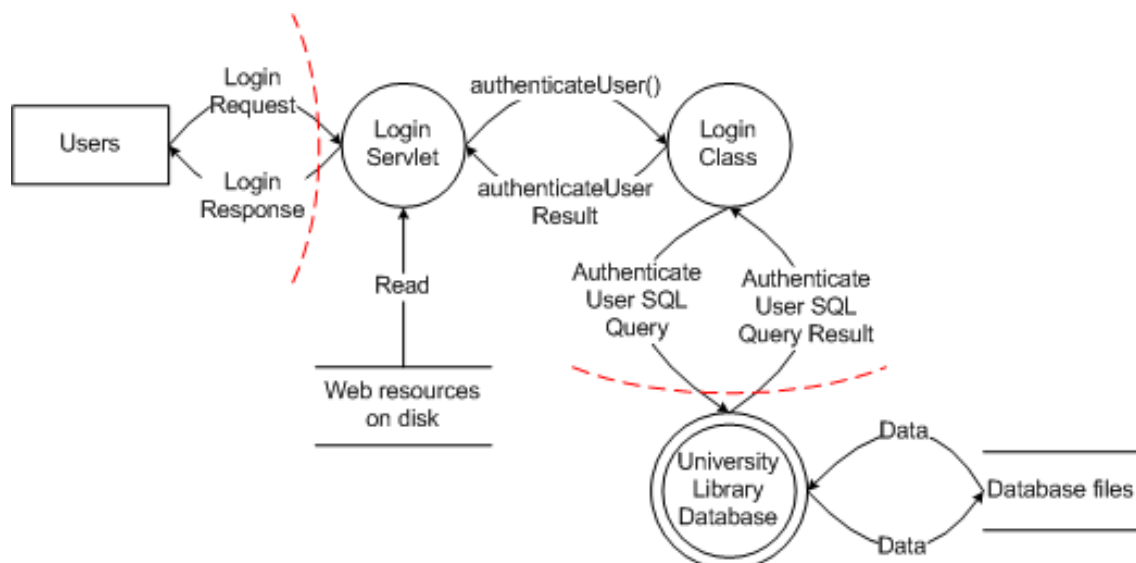 Login
Request
Users
Login
Response
Login
Servlet
authenticateUser()
authenticateUser
Result
Login
Class
Read
Web resources
on disk
Authenticate
User SQL
Query
Authenticate
User SQL
Query Result
University
Library
Database
Data
Data
Database files